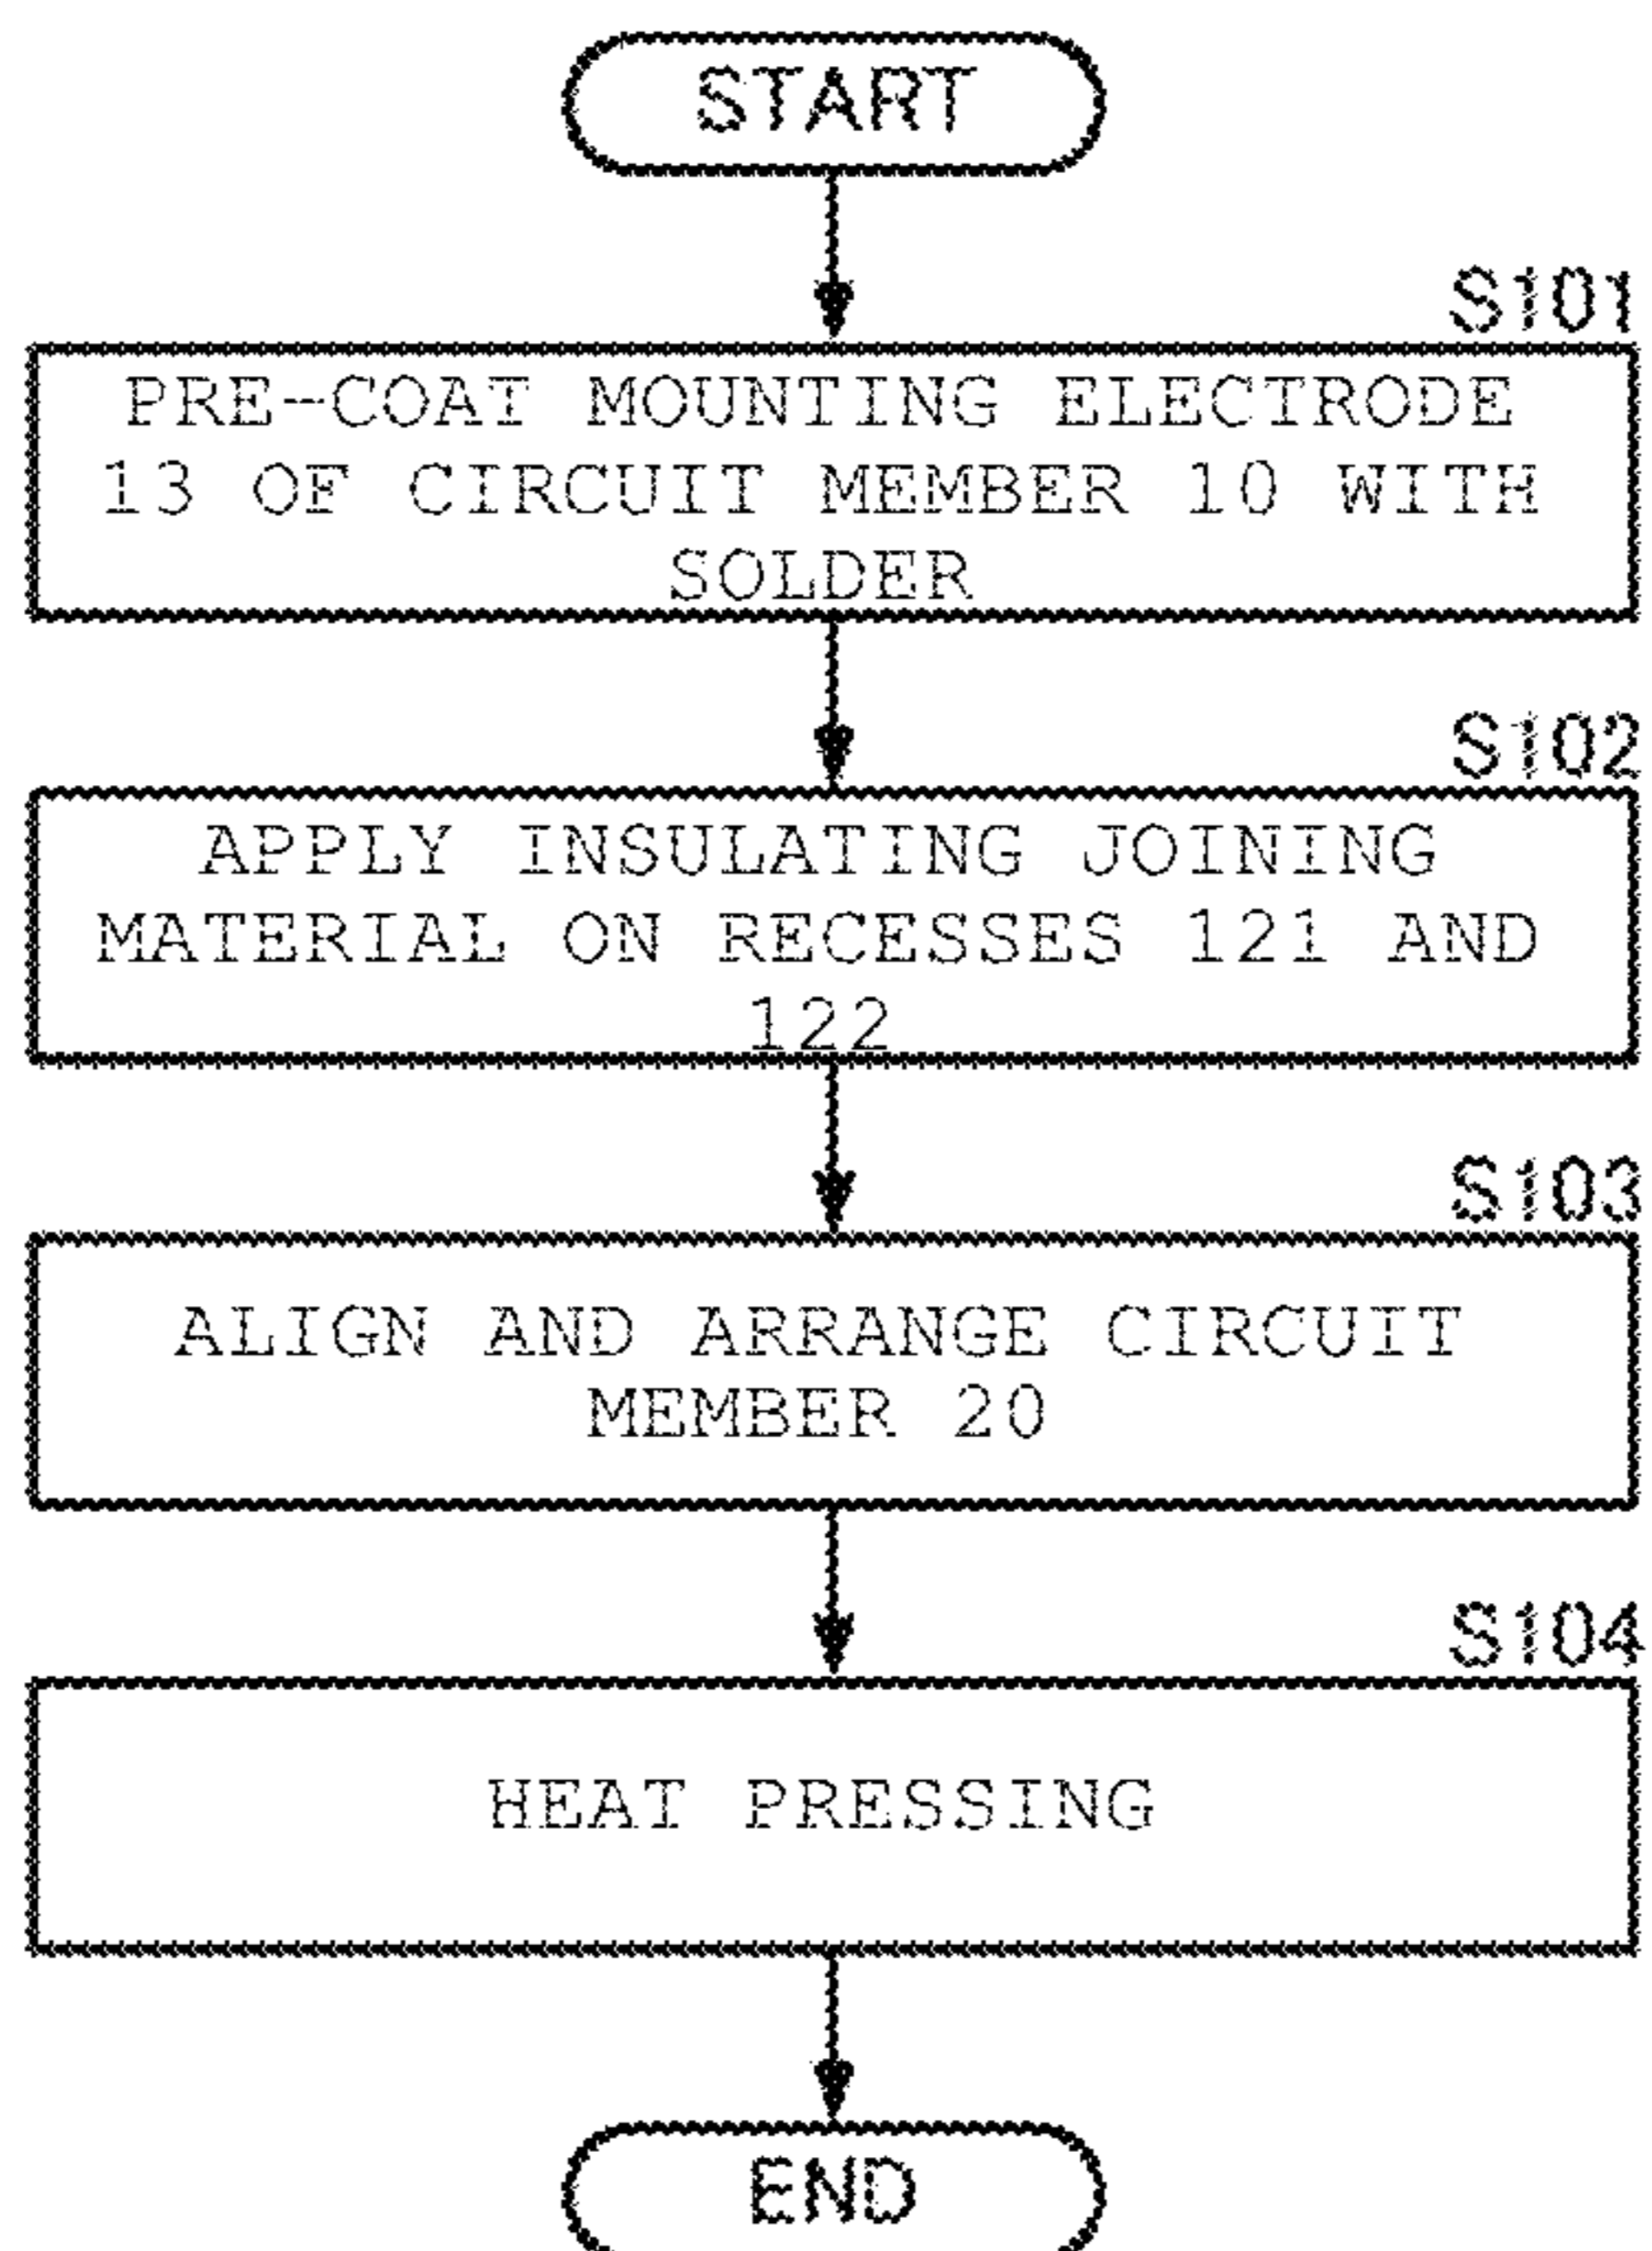 START
S101
PRE-COAT MOUNTING ELECTRODE
13 OF CIRCUIT MEMBER 10 WITH
SOLDER
S102
APPLY INSULATING JOINING
MATERIAL ON RECESSES 121 AND
122
S103
ALIGN AND ARRANGE CIRCUIT
MEMBER 20
S104
HEAT PRESSING
END